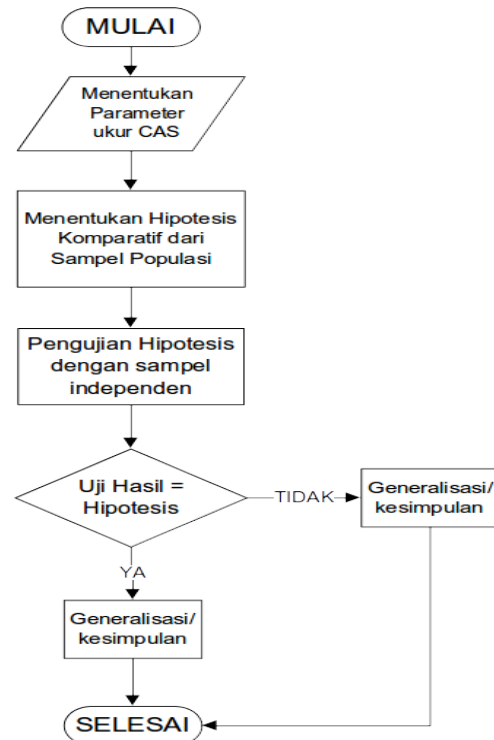 MULAI
Menentukan
Parameter
ukur CAS
Menentukan Hipotesis
Komparatif dari
Sampel Populasi
Pengujian Hipotesis
dengan sampel
independen
Uji Hasil =
Hipotesis
TIDAK
Generalisasi/
kesimpulan
YA
Generalisasi/
kesimpulan
SELESAI